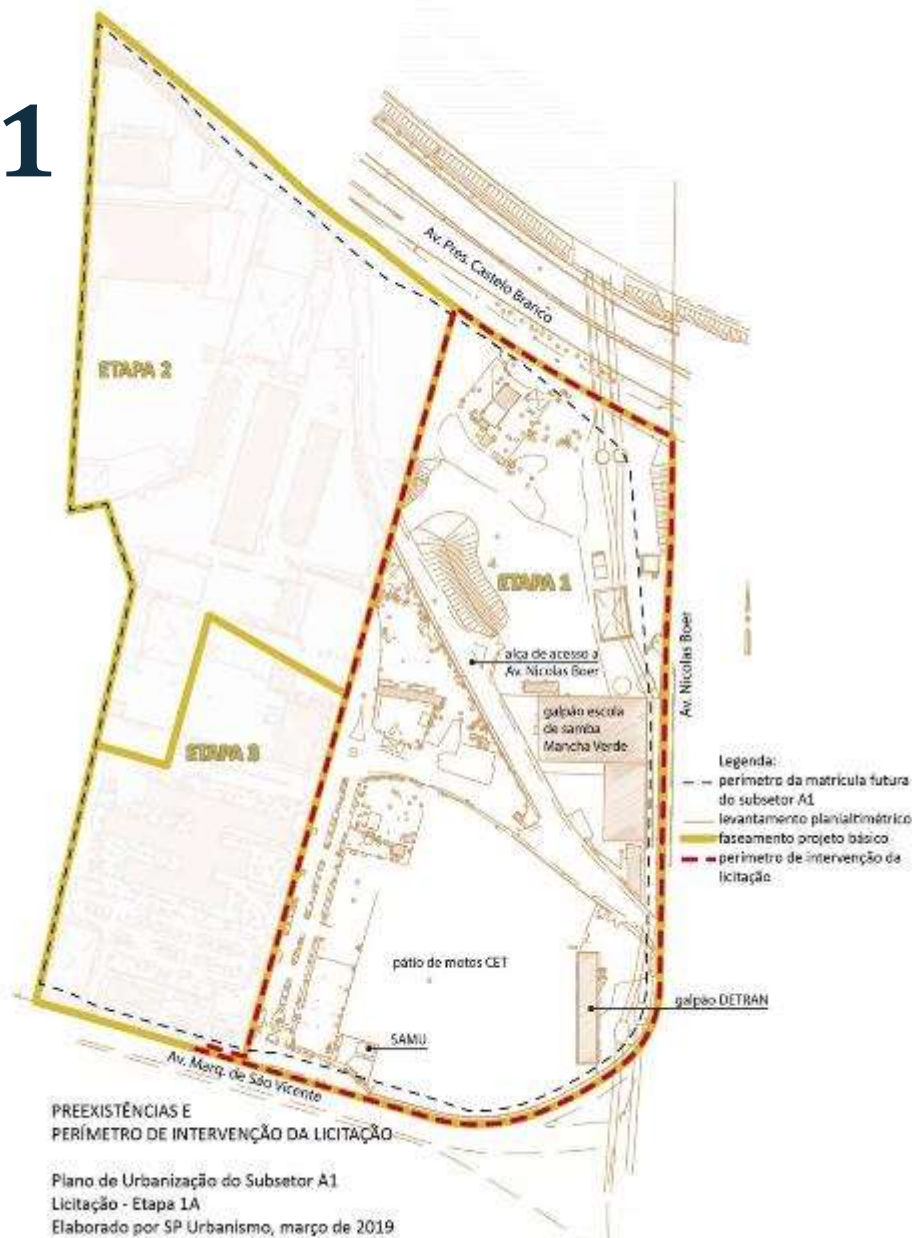 1
Av. Pres. Castelo Branco
ETAPA 2
ETAPA 1
alça de acesso a
Av. Nicolas Boer
Av. Nicolas Boer
galpão escola
de samba
Mancha Verde
ETAPA 3
Legenda:
perímetro da matrícula futura
do subsetor A1
levantamento planialtimétrico
faseamento projeto básico
perímetro de intervenção da
licitação
pátio de motos CET
galpão DETRAN
SAMU
Av. Marq. de São Vicente
PREEXISTÊNCIAS E
PERÍMETRO DE INTERVENÇÃO DA LICITAÇÃO
Plano de Urbanização do Subsetor A1
Licitação - Etapa 1A
Elaborado por SP Urbanismo, março de 2019